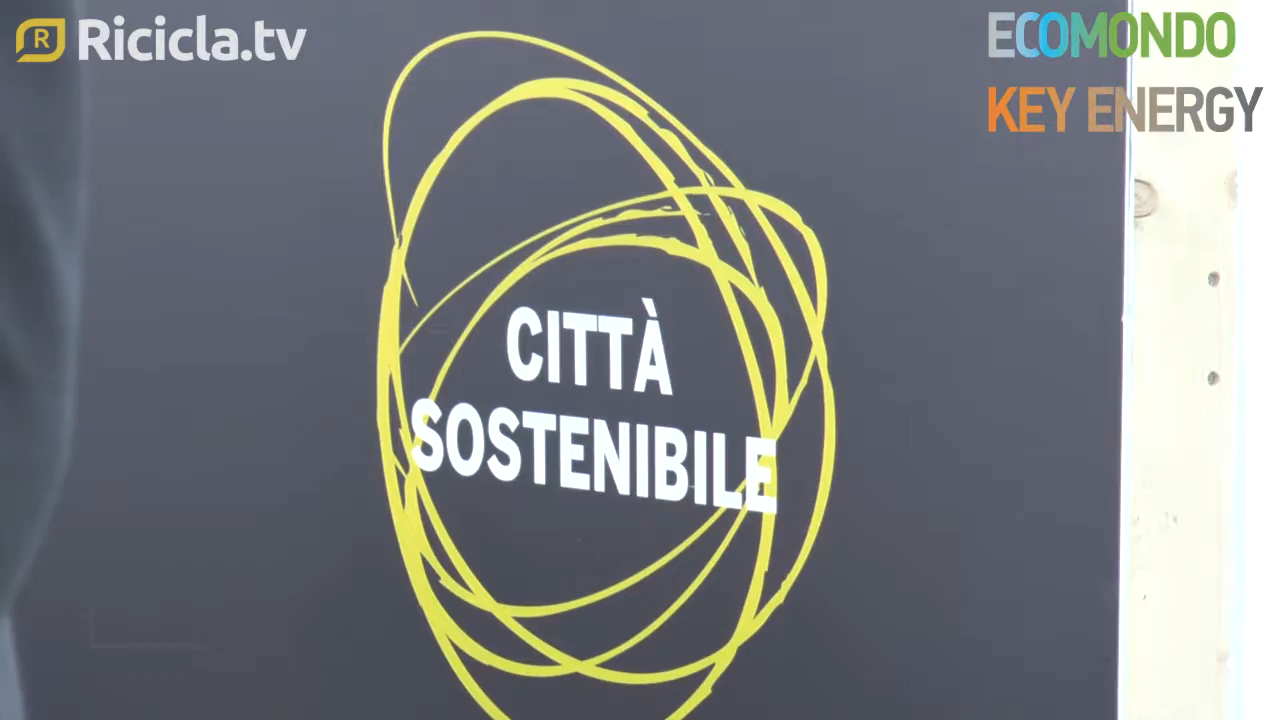 R Ricicla.tv
ECOMONDO
KEY ENERGY
CITTÀ
SOSTENIBILE